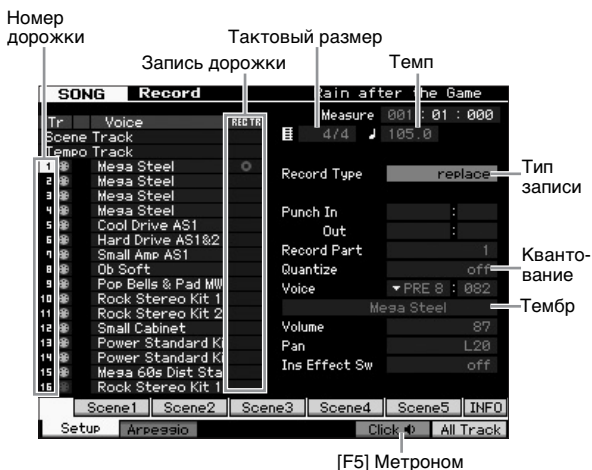 Номер
дорожки
Тактовый размер
Запись дорожки
Темп
SONG Record Rain after the Game
Measure 001 : 01 : 000
Tr Voice REC TR
4/4 105.0
Scene Track
Tempo Track
1 Mega Steel
2 Mega Steel
3 Mega Steel
4 Mega Steel
5 Cool Drive AS1
6 Hard Drive AS1&2
7 Small Amp AS1
8 Ob Soft
9 Pop Bells & Pad MW
10 Rock Stereo Kit 1
11 Rock Stereo Kit 2
12 Small Cabinet
13 Power Standard Ki
14 Power Standard Ki
15 Mega 60s Dist Sta
16 Rock Stereo Kit 1
Record Type replace
Punch In :
Out :
Record Part 1
Quantize off
Voice PRE 8 : 082
Mega Steel
Volume 87
Pan L20
Ins Effect Sw off
Тип
записи
Кванто-
вание
Тембр
Scene1 Scene2 Scene3 Scene4 Scene5 INFO
Setup Arpeggio Click All Track
[F5] Метроном